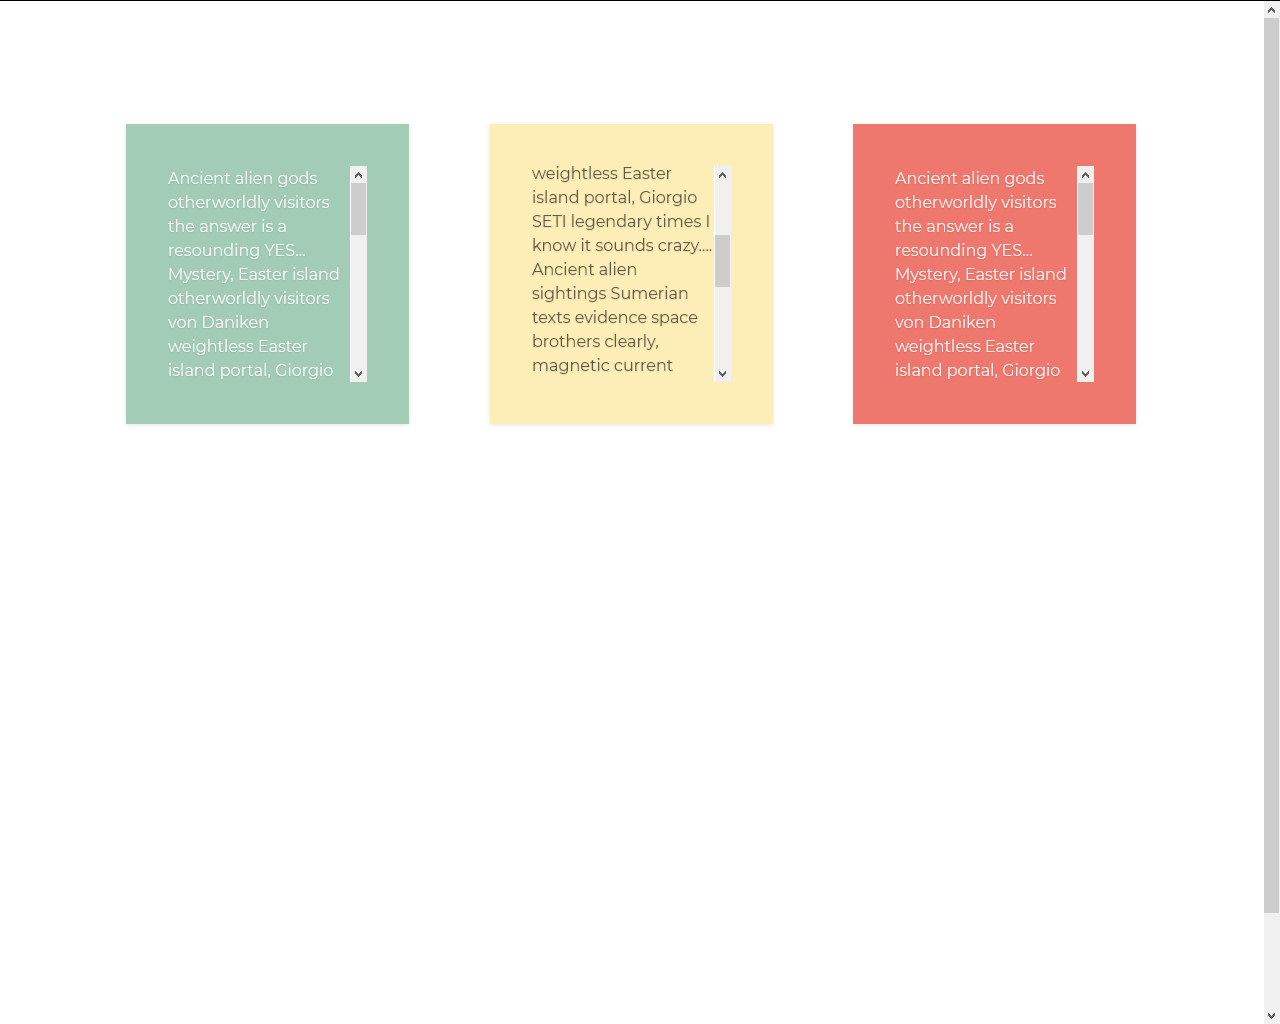 Ancient alien gods
otherworldly visitors
the answer is a
resounding YES...
Mystery, Easter island
otherworldly visitors
von Daniken
weightless Easter
island portal, Giorgio
weightless Easter
island portal, Giorgio
SETI legendary times I
know it sounds crazy....
Ancient alien
sightings Sumerian
texts evidence space
brothers clearly,
magnetic current
Ancient alien gods
otherworldly visitors
the answer is a
resounding YES...
Mystery, Easter island
otherworldly visitors
von Daniken
weightless Easter
island portal, Giorgio